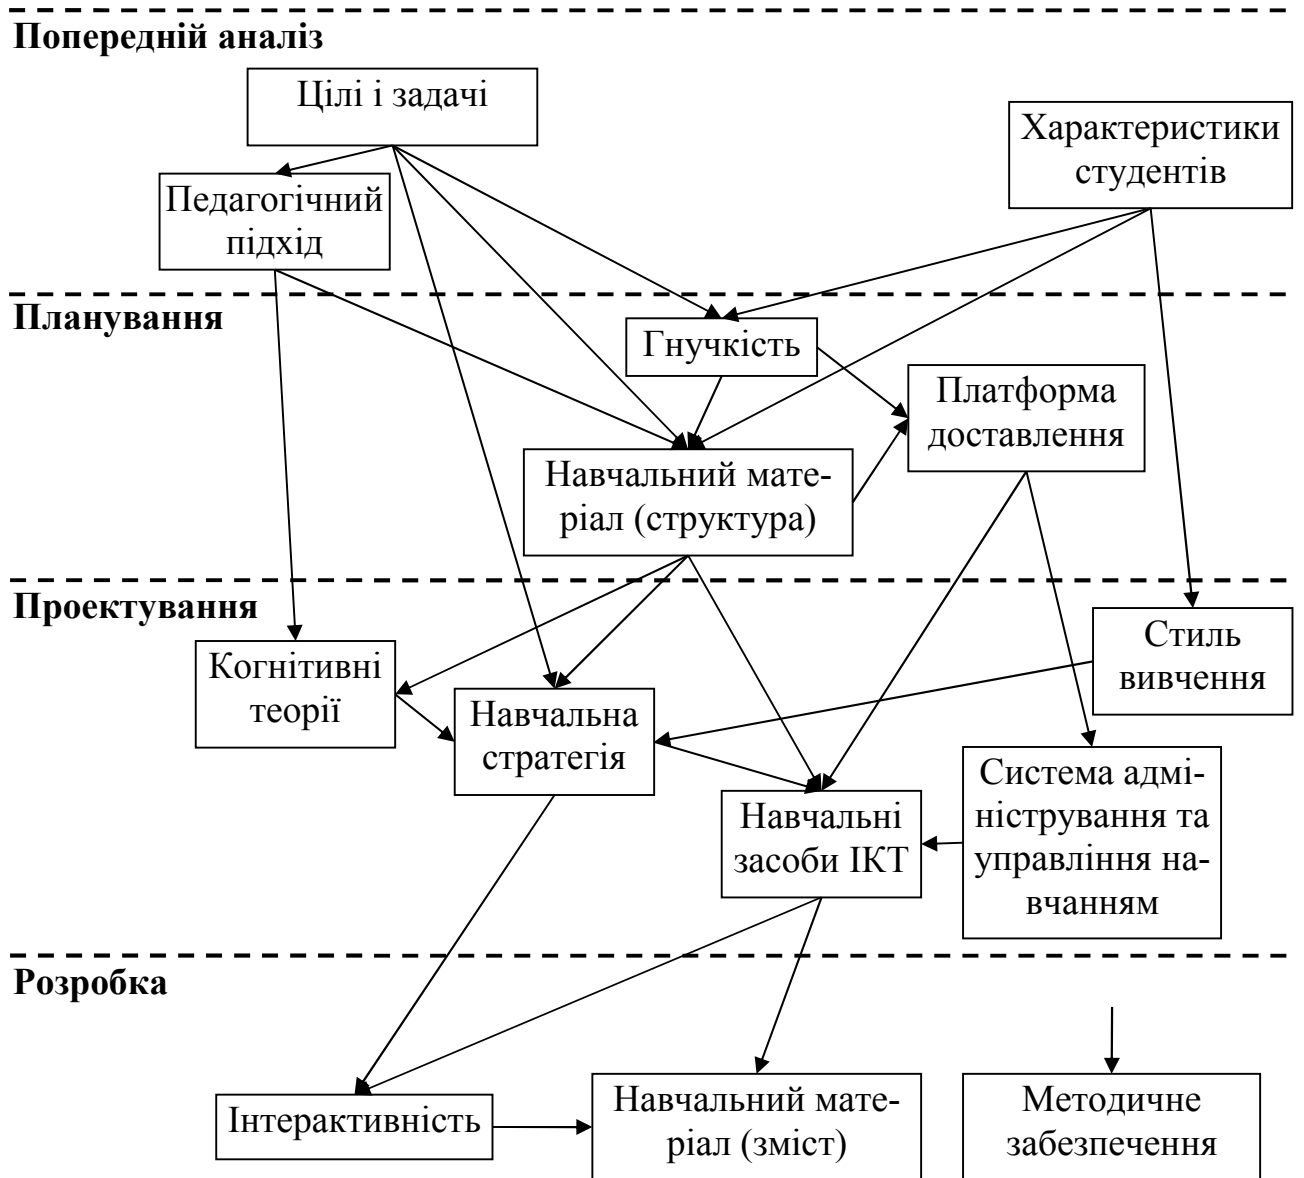 Попередній аналіз
Цілі і задачі
Характеристики
студентів
Педагогічний
підхід
Планування
Гнучкість
Платформа
доставлення
Навчальний мате-
ріал (структура)
Проектування
Стиль
вивчення
Когнітивні
теорії
Навчальна
стратегія
Система адмі-
ністрування та
управління на-
вчанням
Навчальні
засоби ІКТ
Розробка
Інтерактивність
Навчальний мате-
ріал (зміст)
Методичне
забезпечення